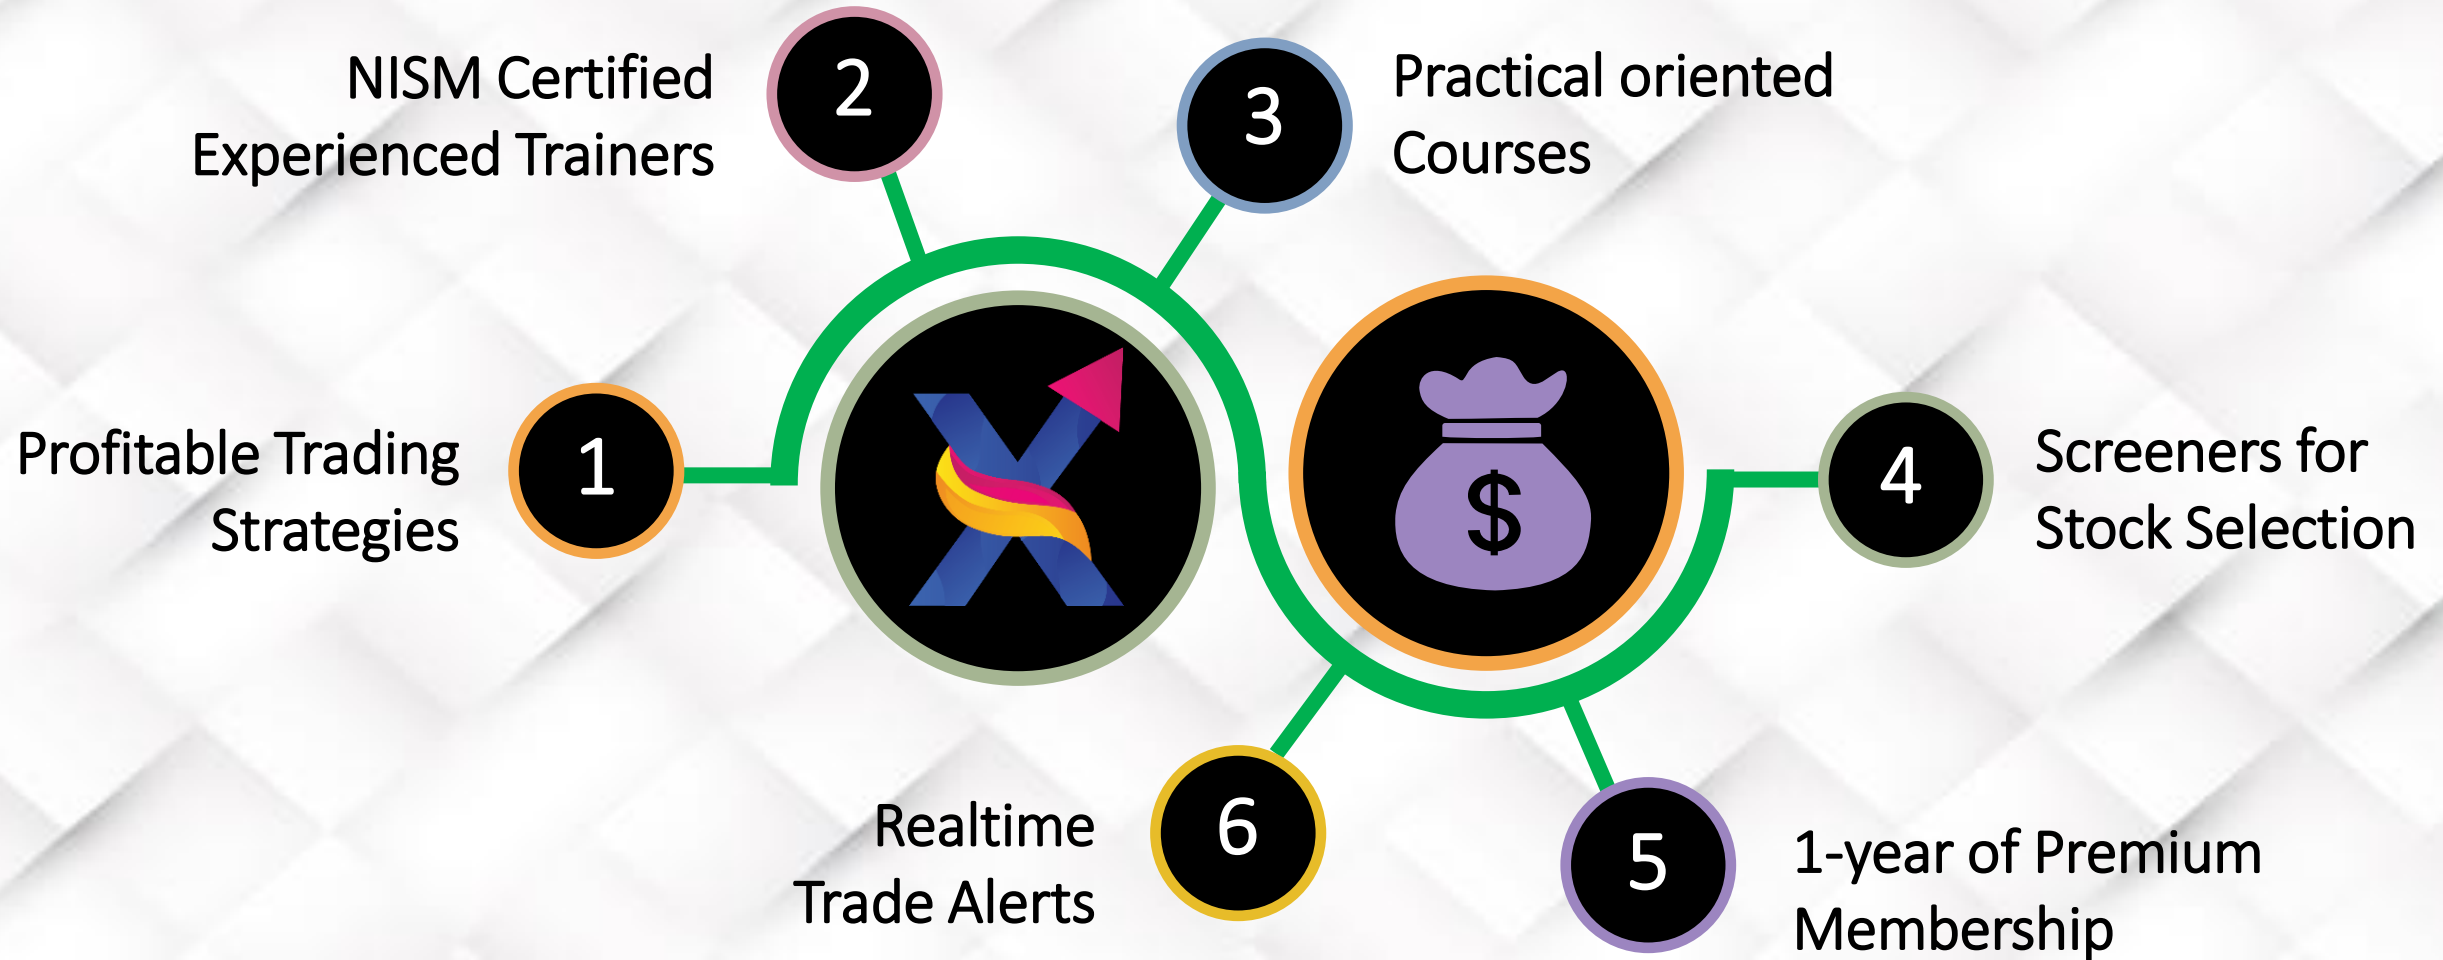 1
Profitable Trading
Strategies
2
NISM Certified
Experienced Trainers
3
Practical oriented
Courses
4
Screeners for
Stock Selection
5
1-year of Premium
Membership
6
Realtime
Trade Alerts
X
$